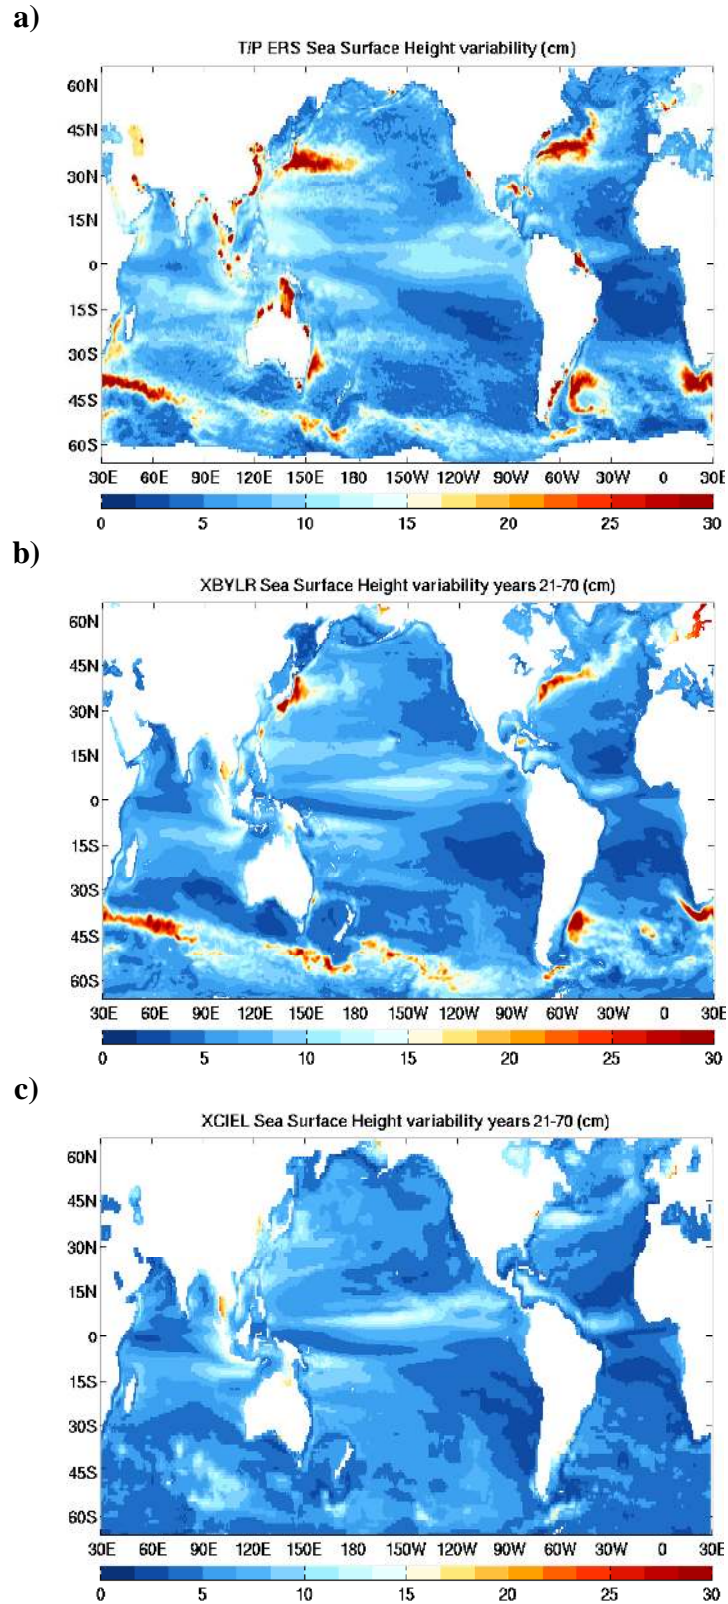 a)
T/P ERS Sea Surface Height variability (cm)
60N
45N
30N
15N
0
15S
30S
45S
60S
30E 60E 90E 120E 150E 180 150W 120W 90W 60W 30W 0 30E
0 5 10 15 20 25 30
b)
XBYLR Sea Surface Height variability years 21-70 (cm)
60N
45N
30N
15N
0
15S
30S
45S
60S
30E 60E 90E 120E 150E 180 150W 120W 90W 60W 30W 0 30E
0 5 10 15 20 25 30
c)
XCIEL Sea Surface Height variability years 21-70 (cm)
60N
45N
30N
15N
0
15S
30S
45S
60S
30E 60E 90E 120E 150E 180 150W 120W 90W 60W 30W 0 30E
0 5 10 15 20 25 30